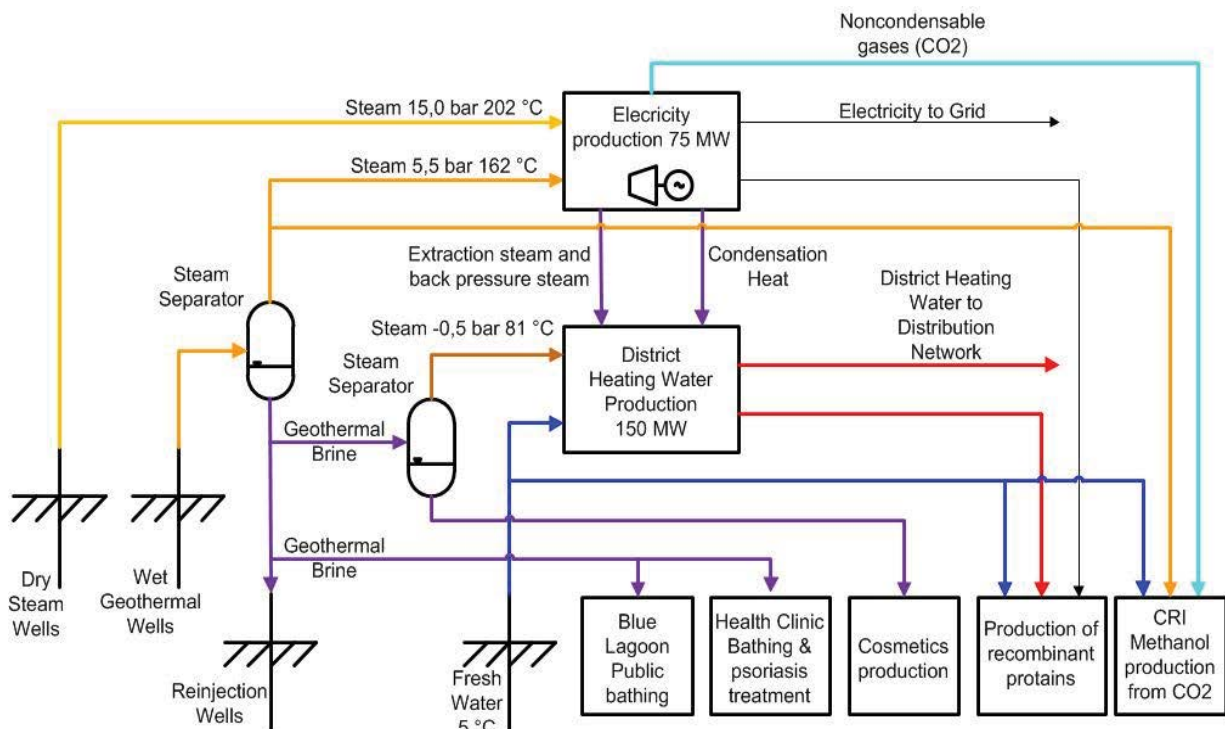 Noncondensable
gases (CO2)
Steam 15,0 bar 202 °C
Elecricity
production 75 MW
Electricity to Grid
Steam 5,5 bar 162 °C
~
Extraction steam and
back pressure steam
Condensation
Heat
Steam
Separator
District Heating
Water to
Distribution
Network
Steam -0,5 bar 81 °C
Steam
Separator
District
Heating Water
Production
150 MW
Geothermal
Brine
Geothermal
Brine
Dry
Steam
Wells
Wet
Geothermal
Wells
Reinjection
Wells
Fresh
Water
5 °C
Blue
Lagoon
Public
bathing
Health Clinic
Bathing &
psoriasis
treatment
Cosmetics
production
Production of
recombinant
protains
CRI
Methanol
production
from CO2